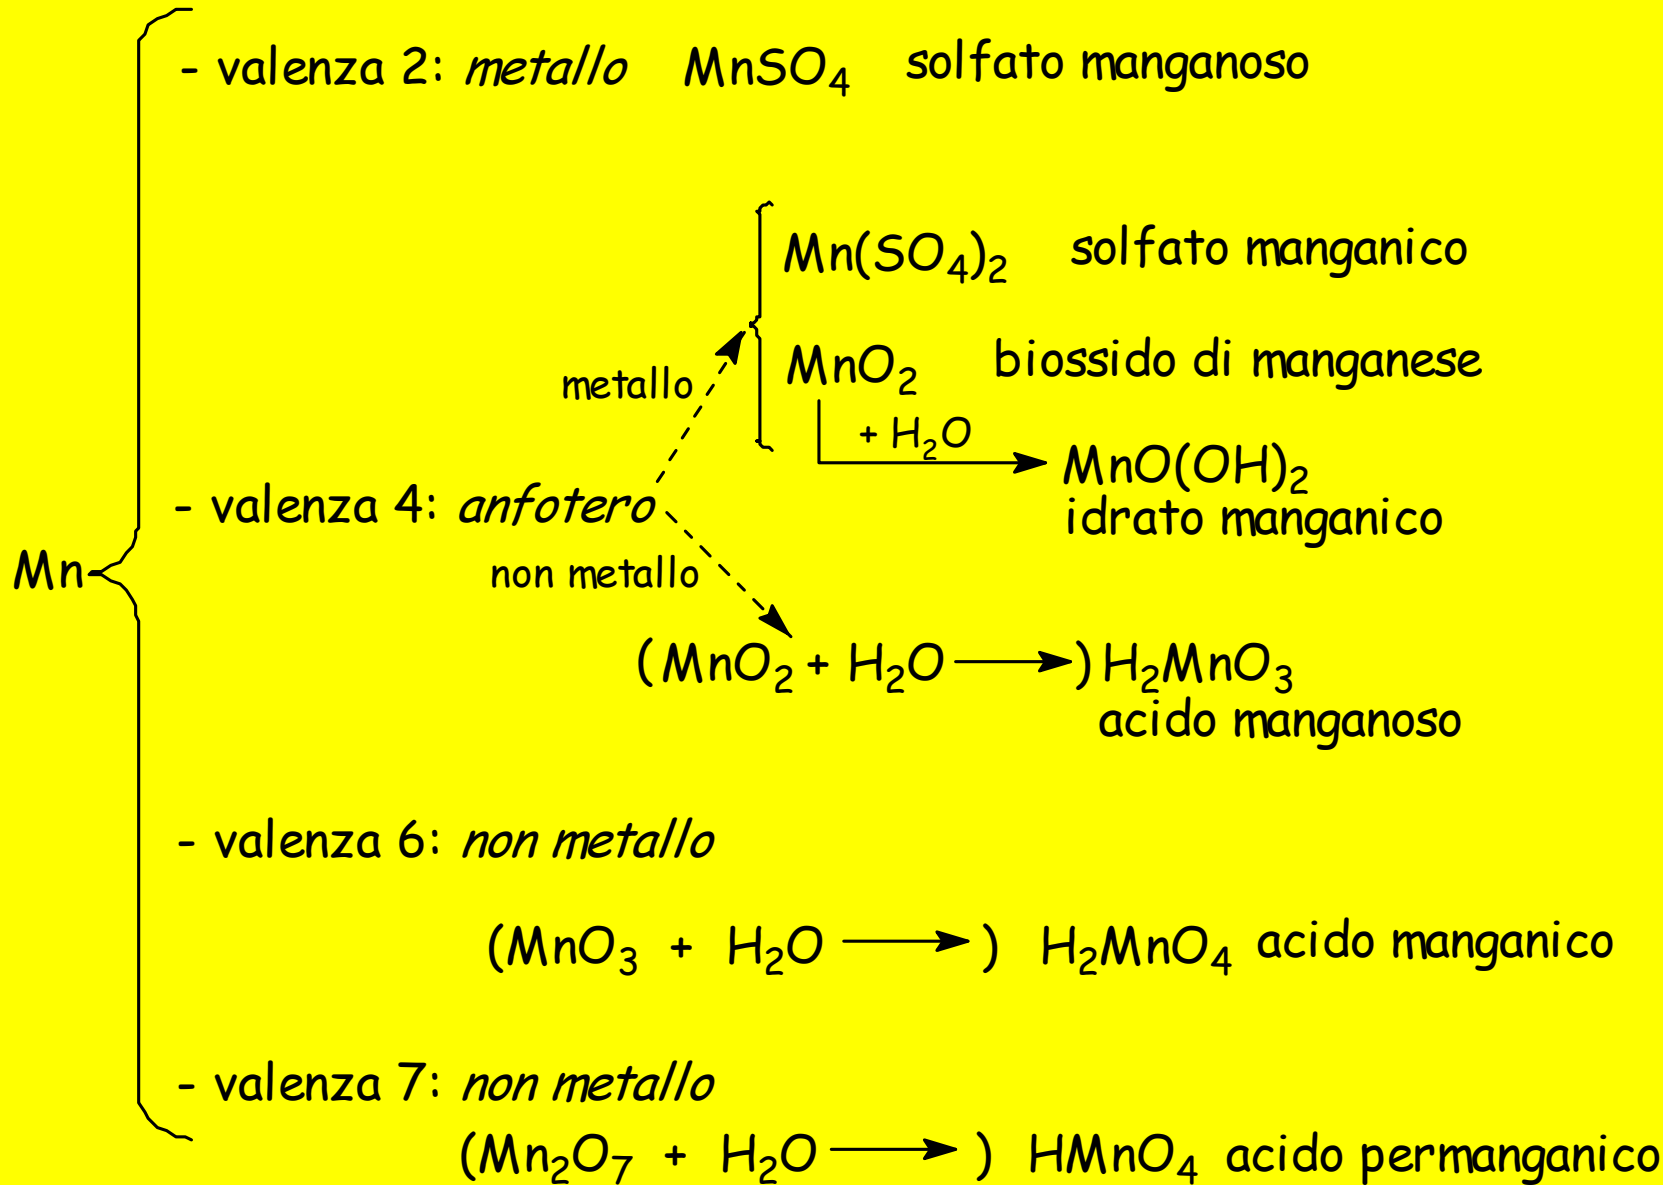 - valenza 2: metallo MnSO₄ solfato manganoso
Mn(SO₄)₂ solfato manganico
metallo
MnO₂ biossido di manganese
+ H₂O
MnO(OH)₂
idrato manganico
- valenza 4: anfotero
Mn
non metallo
(MnO₂ + H₂O ⟶) H₂MnO₃
acido manganoso
- valenza 6: non metallo
(MnO₃ + H₂O ⟶) H₂MnO₄ acido manganico
- valenza 7: non metallo
(Mn₂O₇ + H₂O ⟶) HMnO₄ acido permanganico